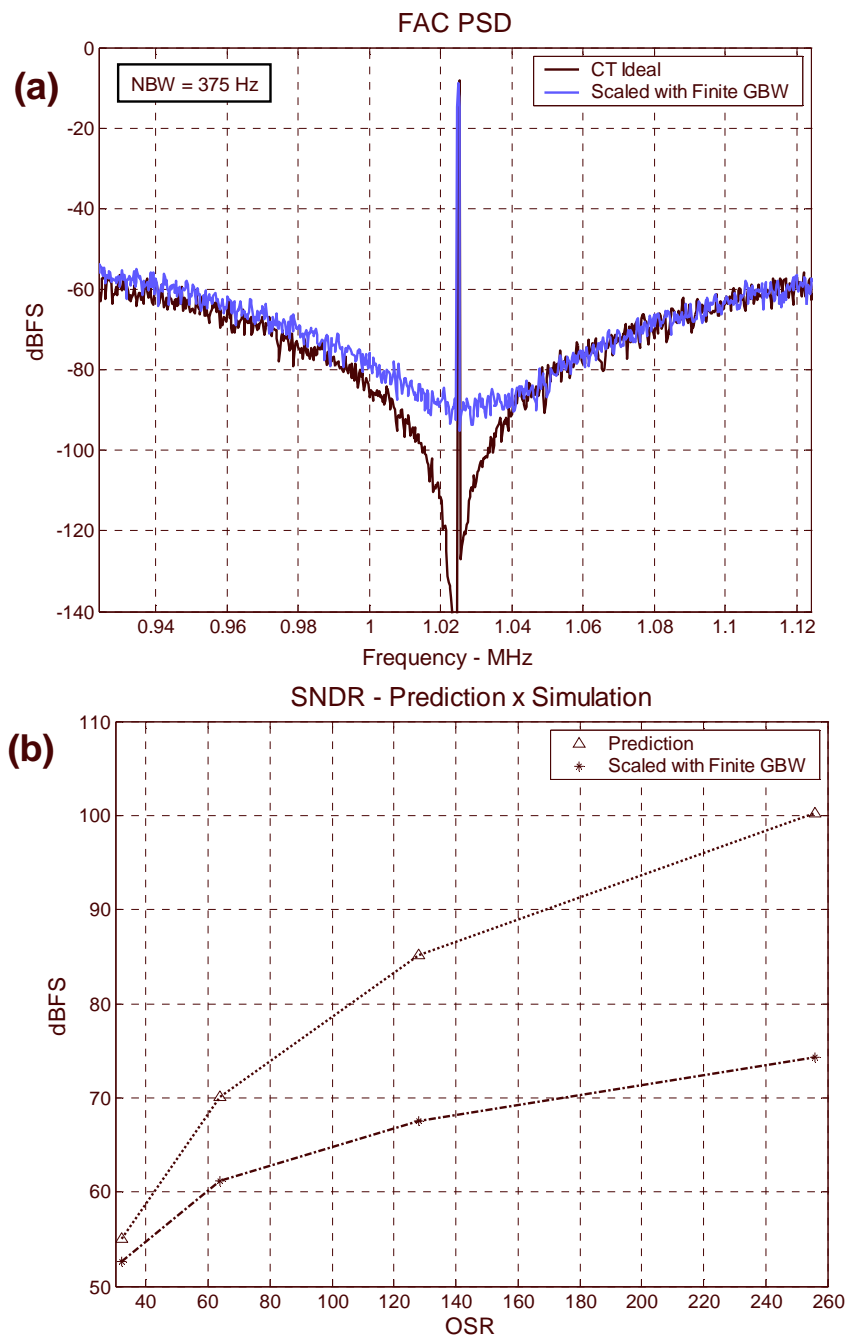 FAC PSD
(a)
NBW = 375 Hz
CT Ideal
Scaled with Finite GBW
0
-20
-40
-60
-80
-100
-120
-140
dBFS
0.94 0.96 0.98 1 1.02 1.04 1.06 1.08 1.10 1.12
Frequency - MHz
SNDR - Prediction x Simulation
(b)
Prediction
Scaled with Finite GBW
110
100
90
80
70
60
50
dBFS
40 60 80 100 120 140 160 180 200 220 240 260
OSR